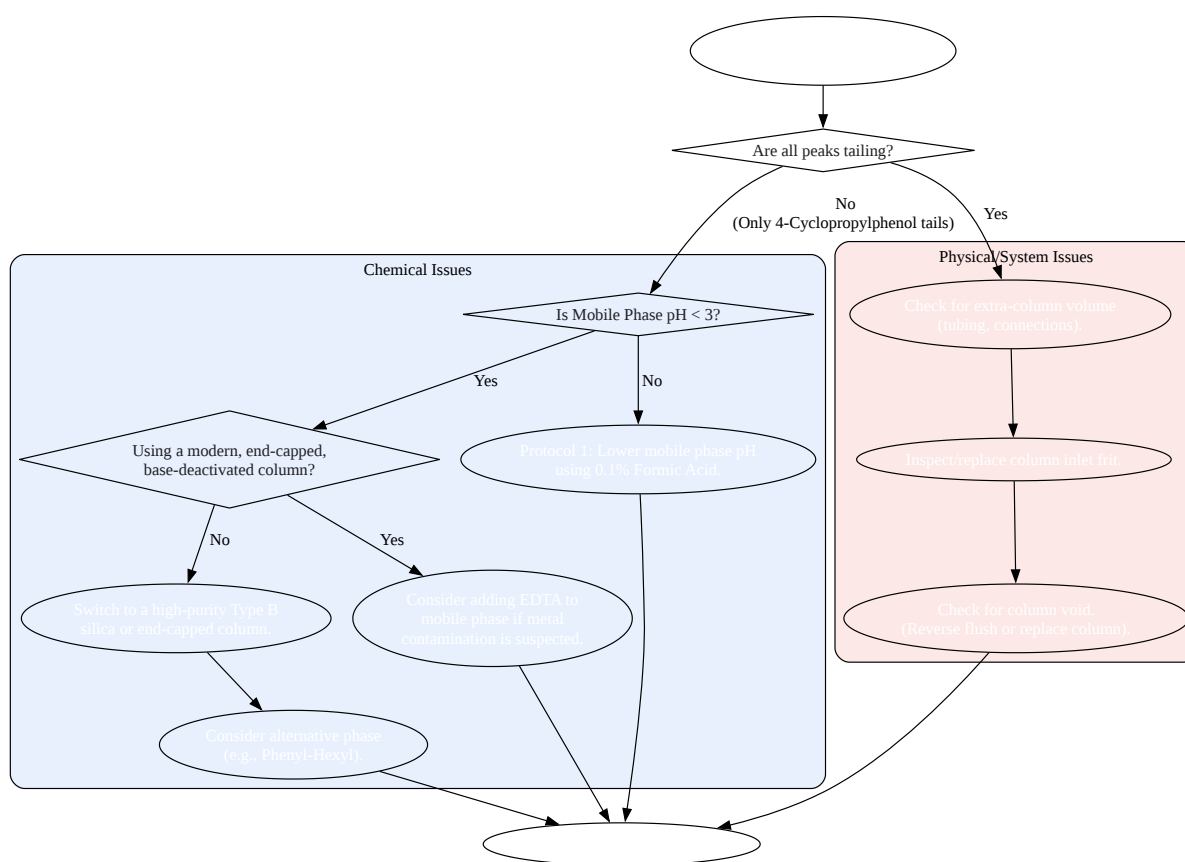 Are all peaks tailing?
No
(Only 4-Cyclopropylphenol tails)
Yes
Chemical Issues
Physical/System Issues
Is Mobile Phase pH < 3?
Check for extra-column volume
(tubing, connections).
Yes
No
Using a modern, end-capped,
base-deactivated column?
Protocol 1: Lower mobile phase pH
using 0.1% Formic Acid.
Inspect/replace column inlet frit.
No
Yes
Switch to a high-purity Type B
silica or end-capped column.
Consider adding EDTA to
mobile phase if metal
contamination is suspected.
Check for column void.
(Reverse flush or replace column).
Consider alternative phase
(e.g., Phenyl-Hexyl).